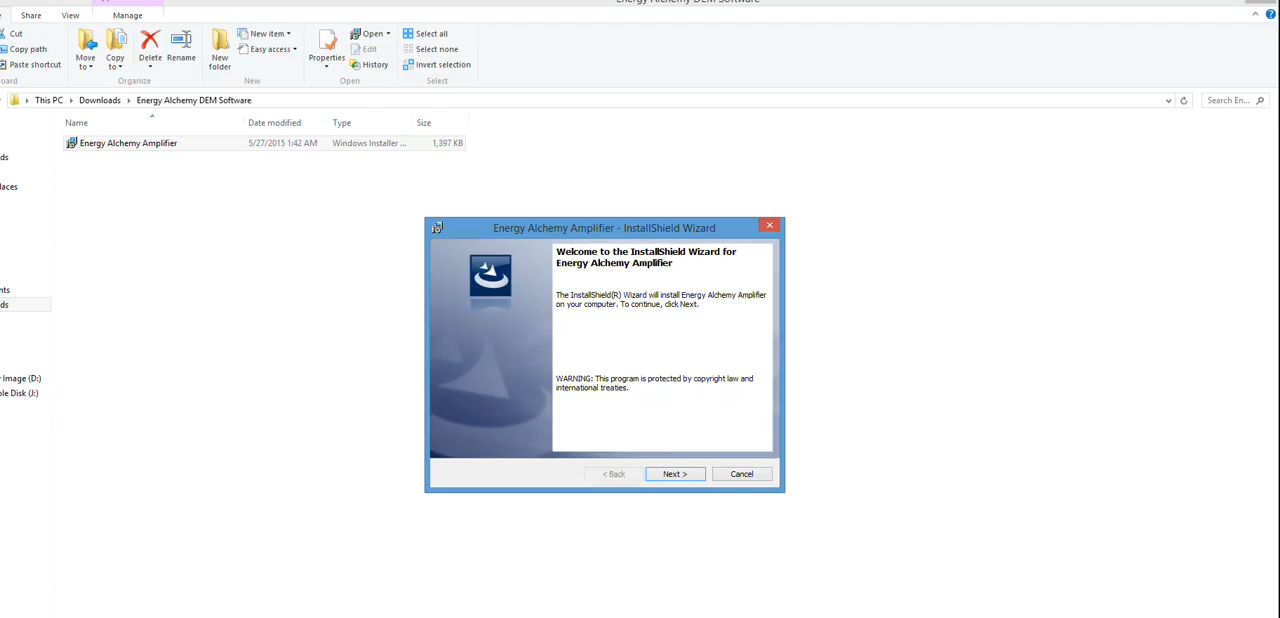 Energy Alchemy DEM Software
Share View Manage
Cut
Copy path
Paste shortcut
Move to
Copy to
Delete
Rename
New folder
New item
Easy access
Properties
Open
Edit
History
Select all
Select none
Invert selection
Organize New Open Select
This PC Downloads Energy Alchemy DEM Software Search En...
Name Date modified Type Size
Energy Alchemy Amplifier 5/27/2015 1:42 AM Windows Installer ... 1,397 KB
Energy Alchemy Amplifier - InstallShield Wizard
Welcome to the InstallShield Wizard for
Energy Alchemy Amplifier
The InstallShield(R) Wizard will install Energy Alchemy Amplifier
on your computer. To continue, click Next.
WARNING: This program is protected by copyright law and
international treaties.
< Back Next > Cancel
Image (D:)
Disk (J:)